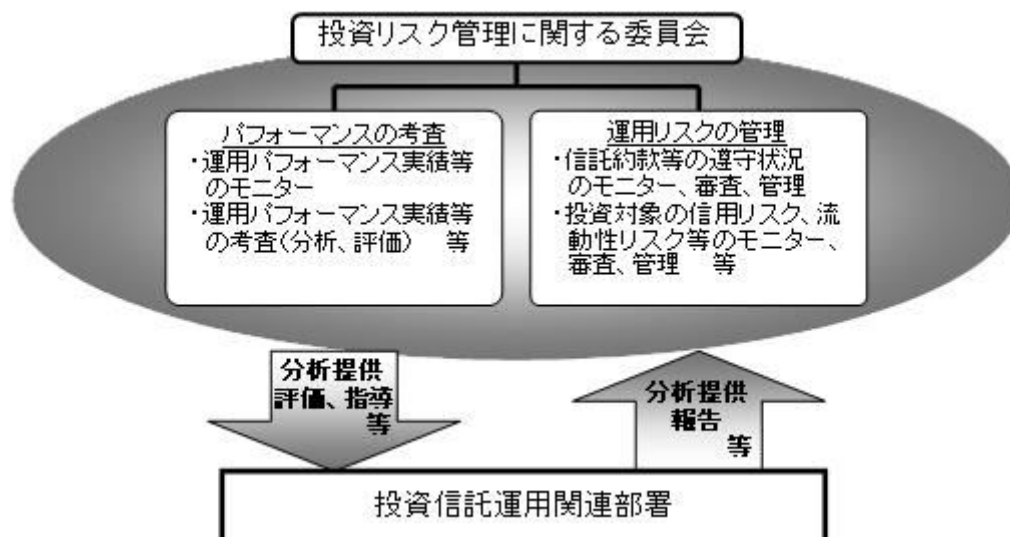 投資リスク管理に関する委員会
パフォーマンスの考査
・運用パフォーマンス実績等
のモニター
・運用パフォーマンス実績等
の考査(分析、評価) 等
運用リスクの管理
・信託約款等の遵守状況
のモニター、審査、管理
・投資対象の信用リスク、流
動性リスク等のモニター、
審査、管理 等
分析提供
評価、指導
等
分析提供
報告
等
投資信託運用関連部署